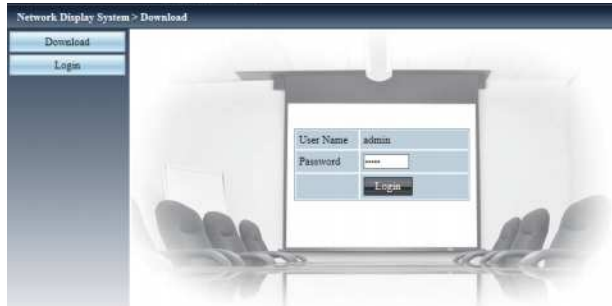 Network Display System > Download
Download
Login
User Name admin
Password •••••
Login